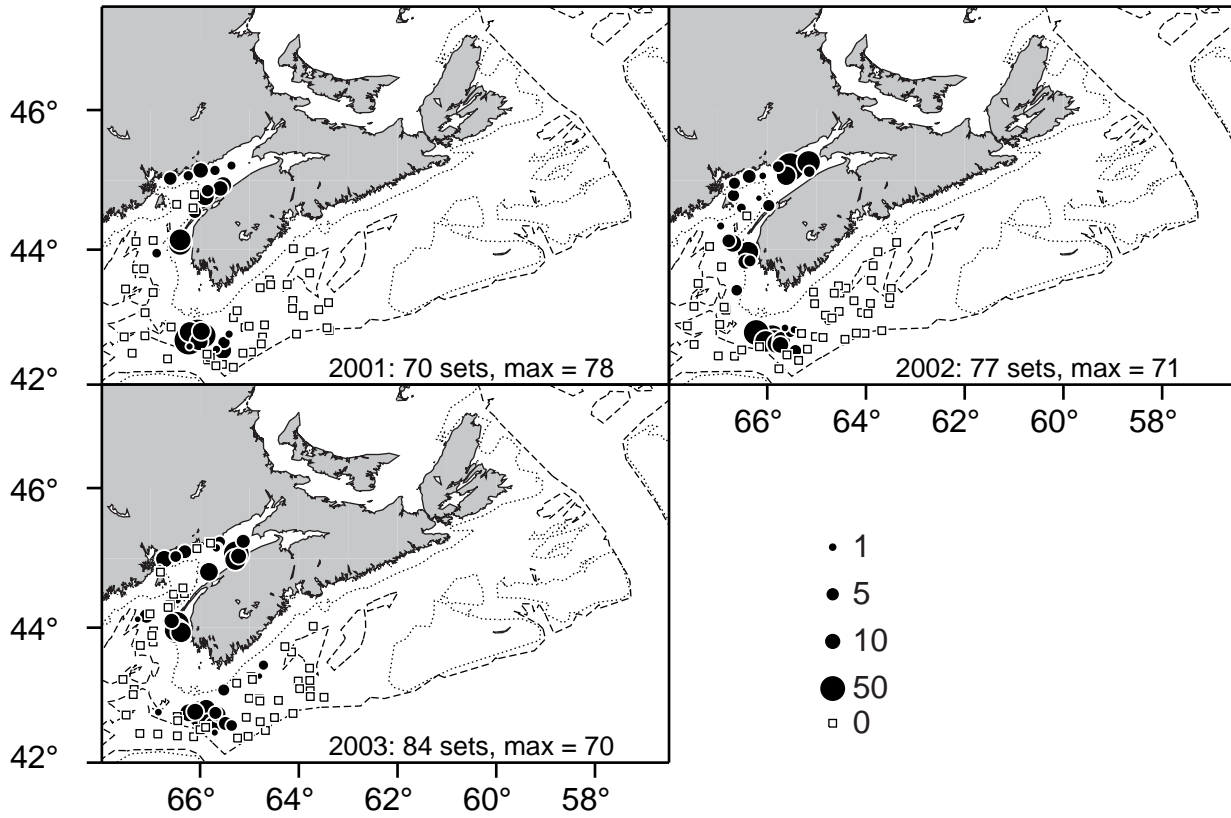 46°
44°
42°
2001: 70 sets, max = 78
2002: 77 sets, max = 71
66° 64° 62° 60° 58°
46°
44°
42°
2003: 84 sets, max = 70
66° 64° 62° 60° 58°
1
5
10
50
0